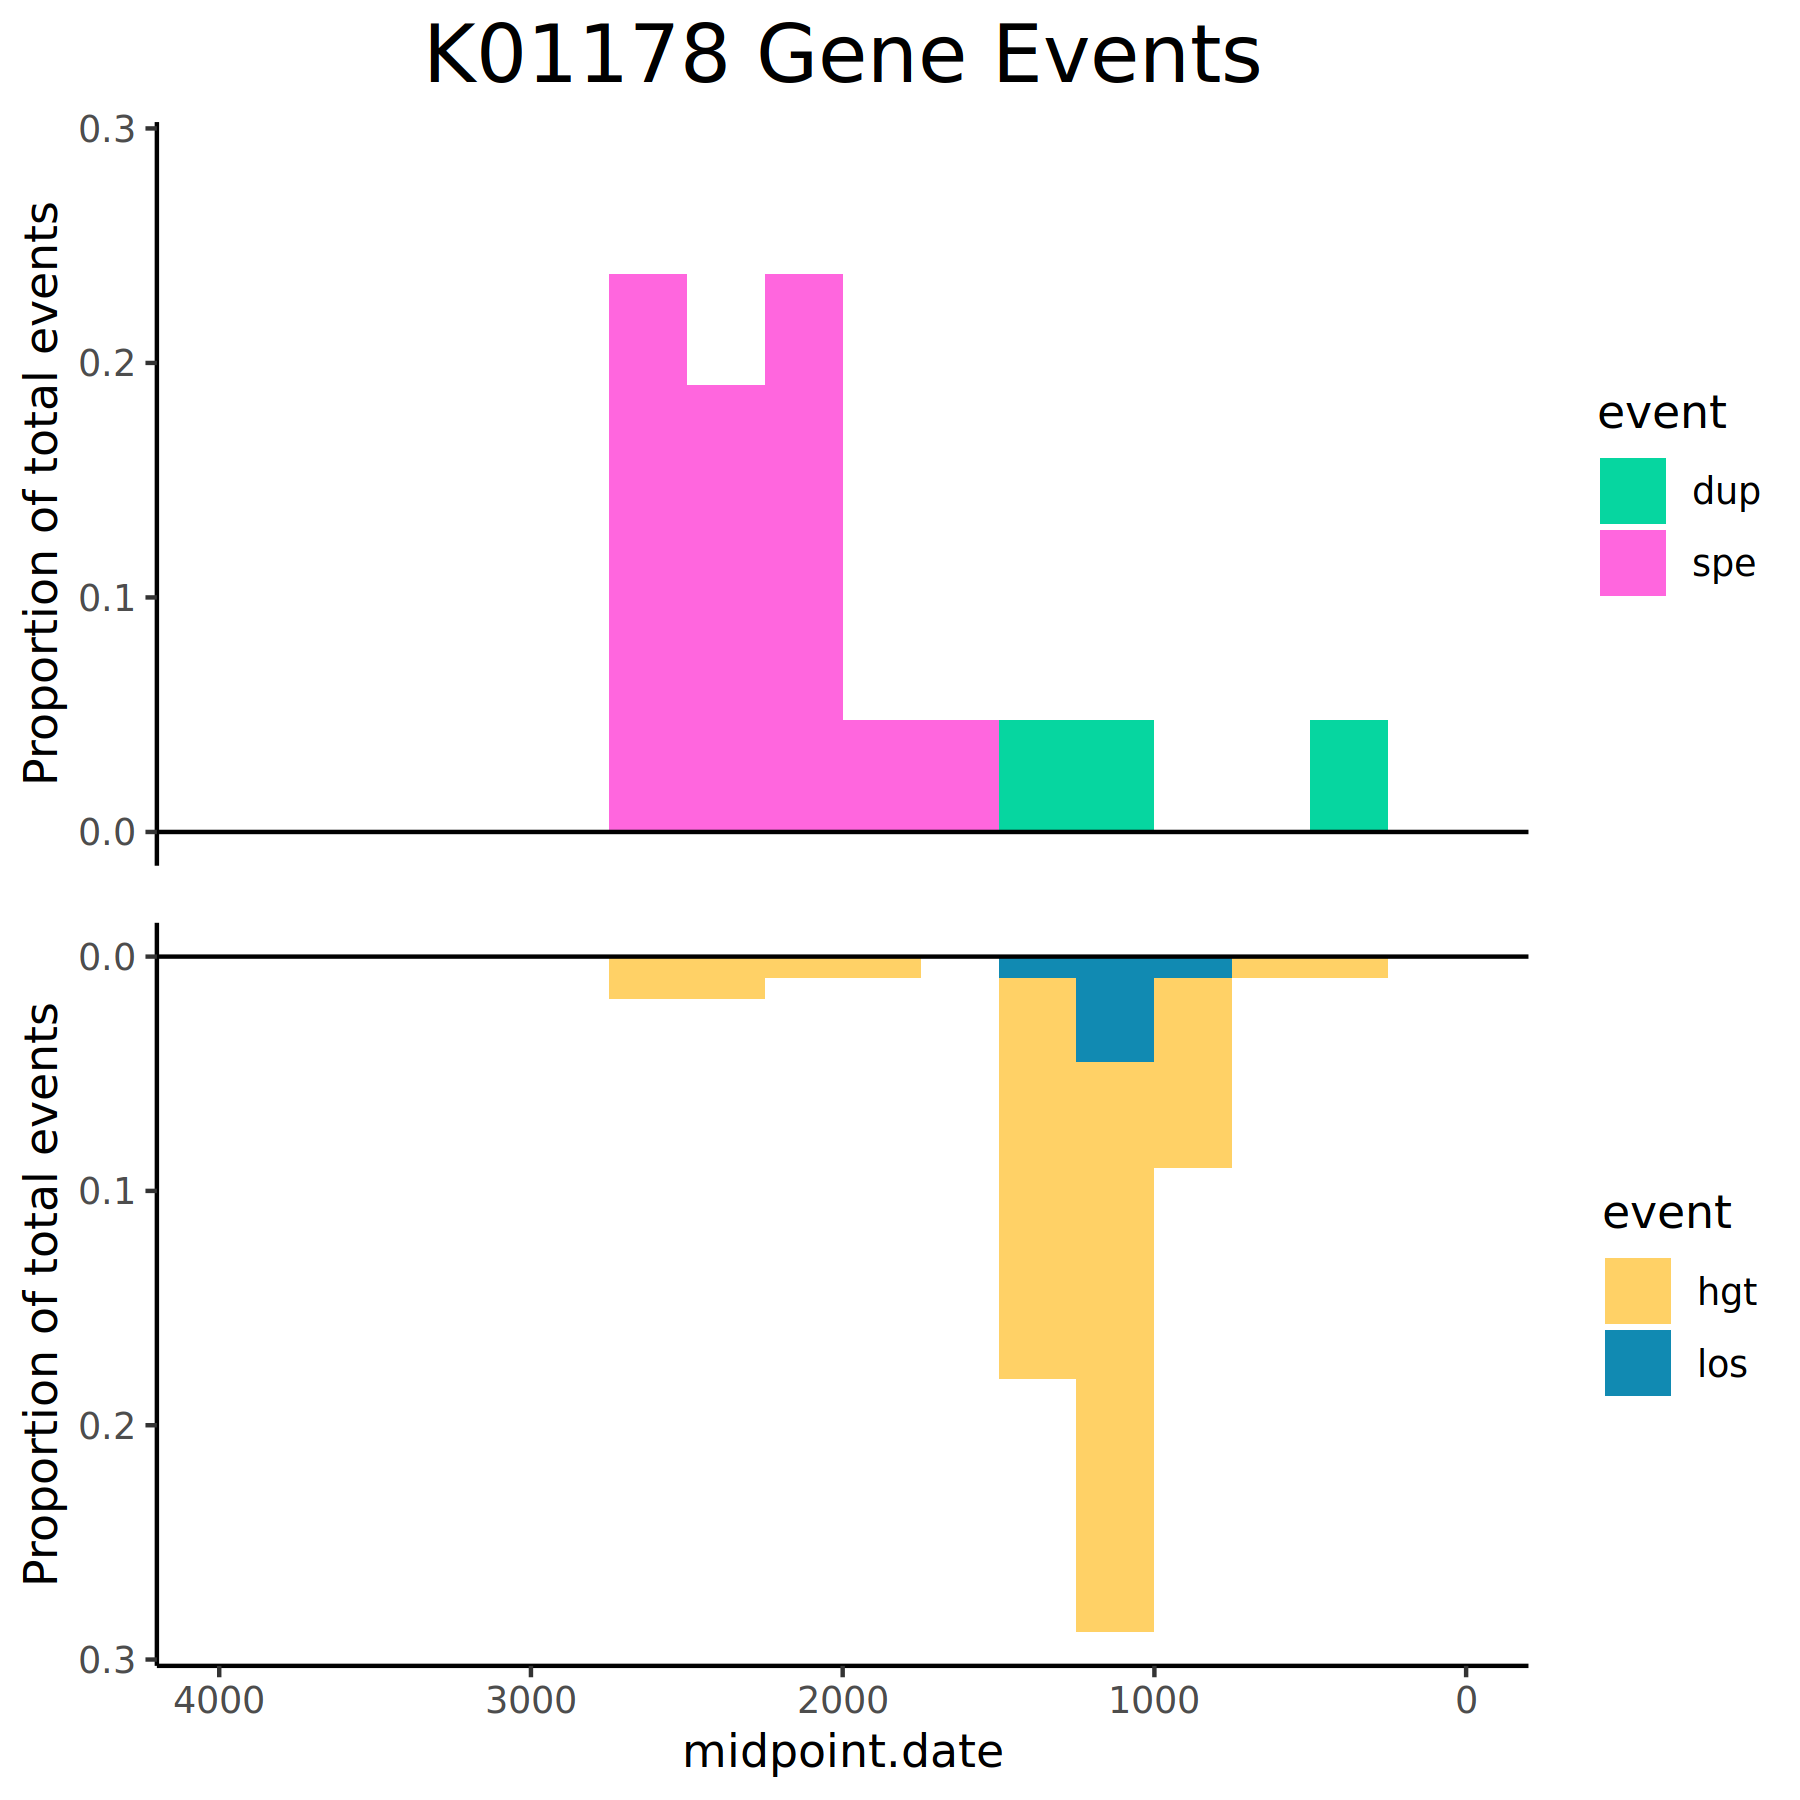 K01178 Gene Events
Proportion of total events
0.3
0.2
0.1
0.0
event
dup
spe
Proportion of total events
0.0
0.1
0.2
0.3
event
hgt
los
4000 3000 2000 1000 0
midpoint.date